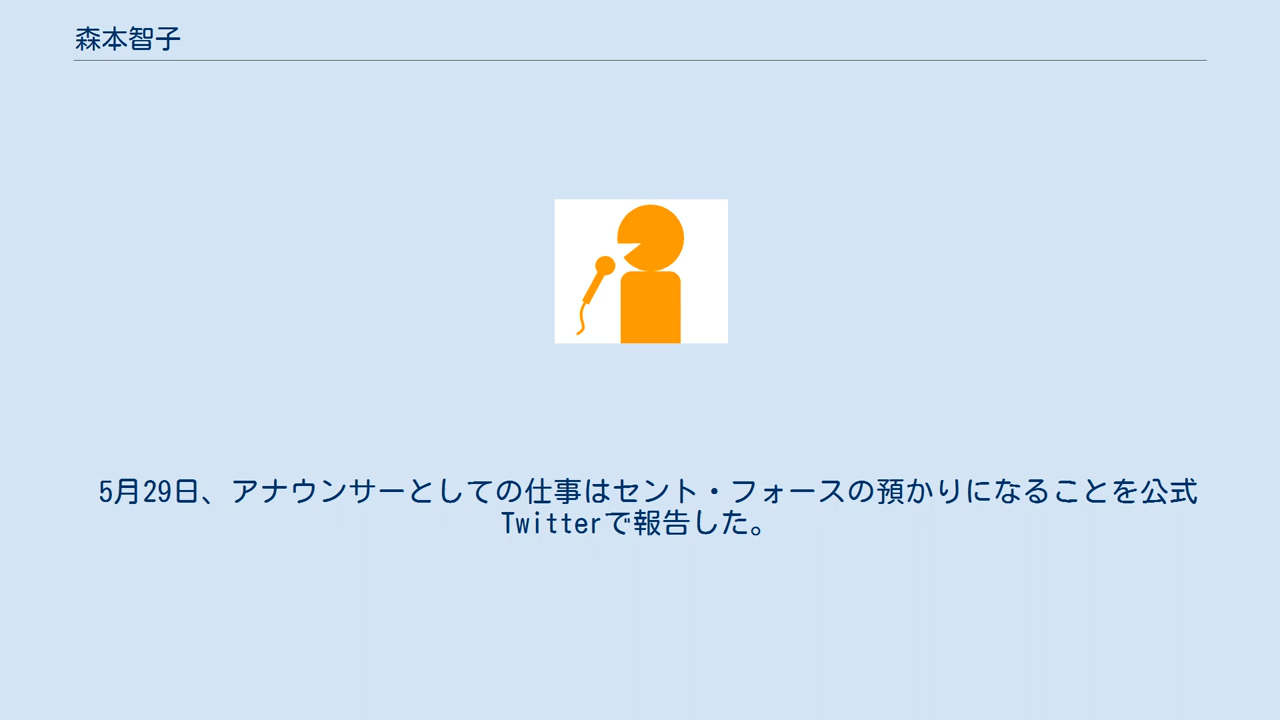 森本智子
5月29日、アナウンサーとしての仕事はセント・フォースの預かりになることを公式
Twitterで報告した。